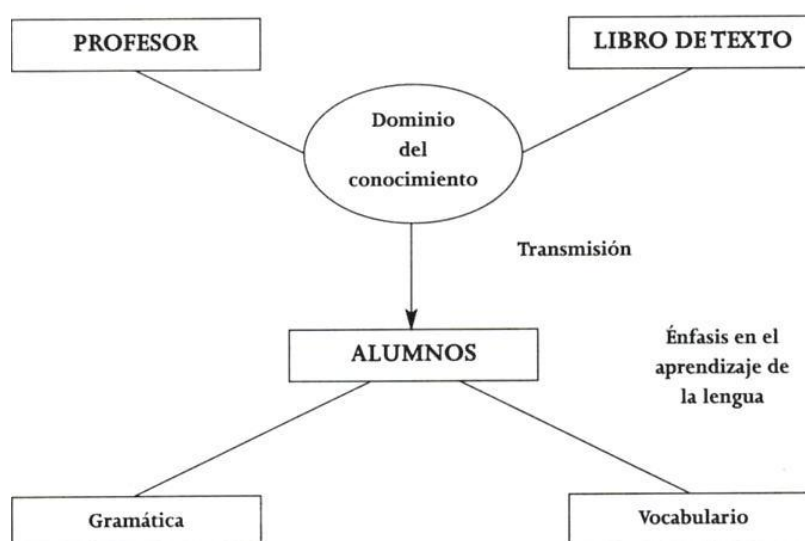 PROFESOR
LIBRO DE TEXTO
Dominio
del
conocimiento
Transmisión
ALUMNOS
Énfasis en el
aprendizaje de
la lengua
Gramática
Vocabulario